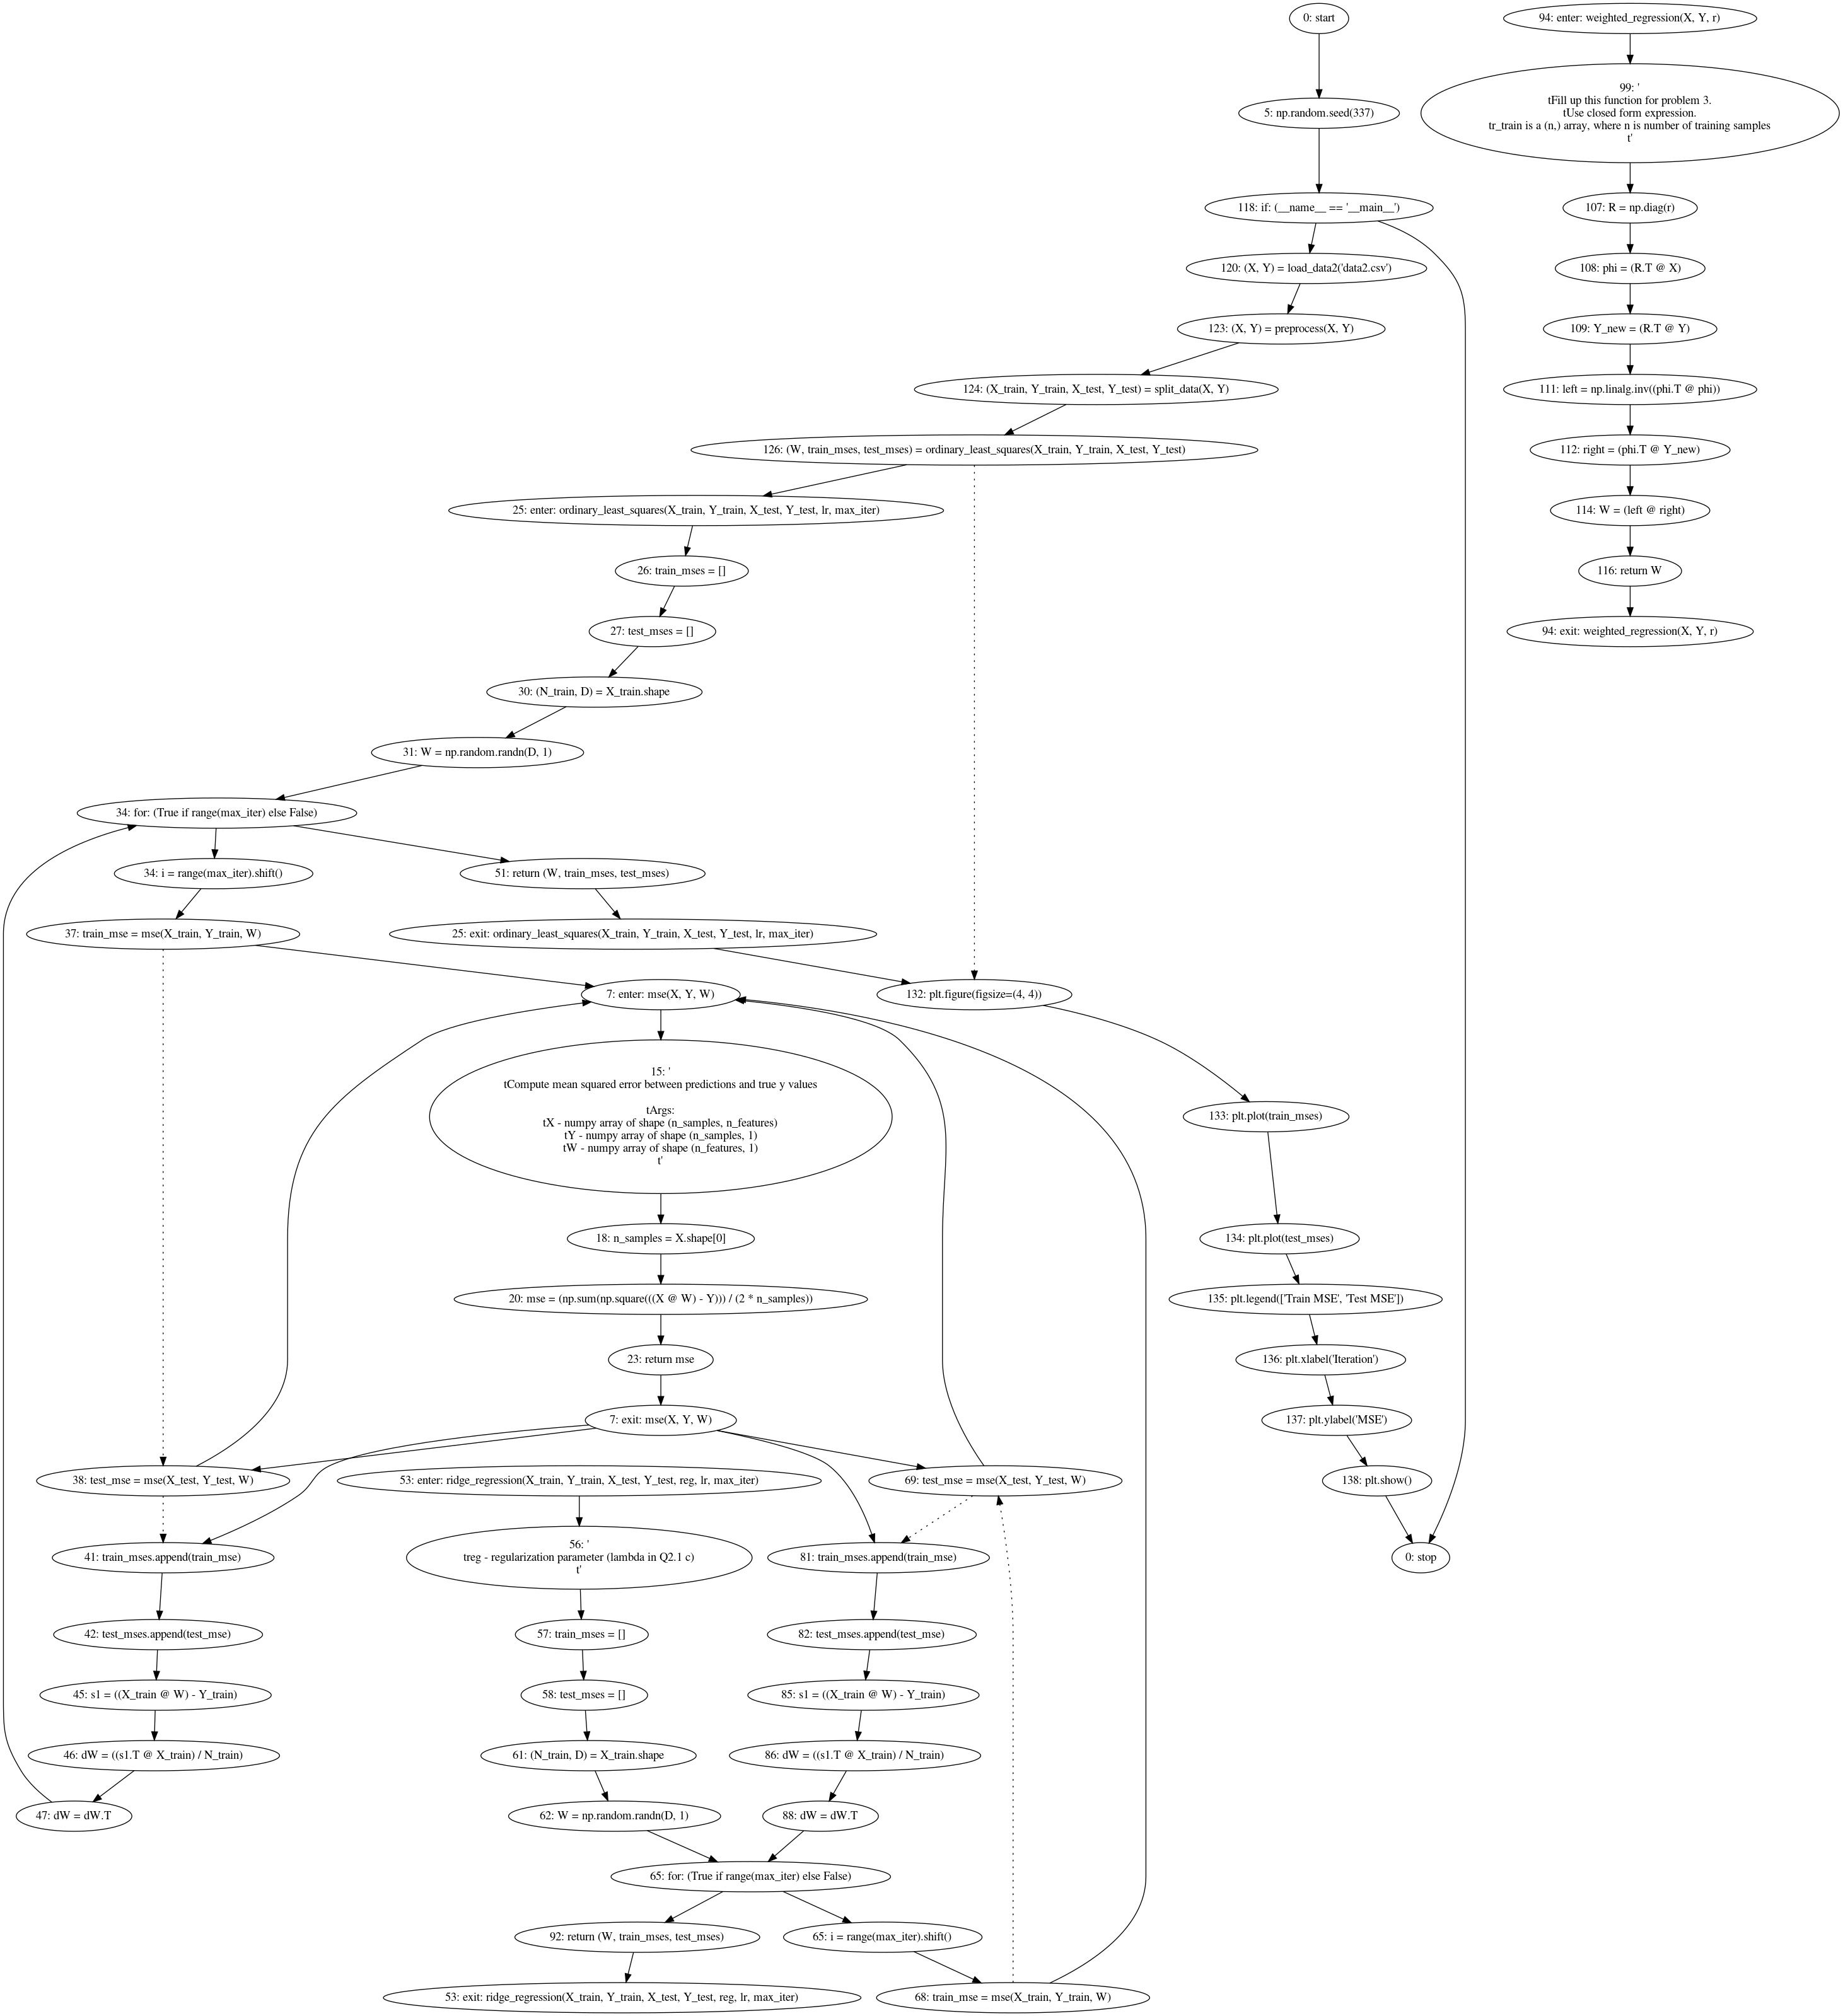 0: start
5: np.random.seed(337)
118: if: (__name__ == '__main__')
120: (X, Y) = load_data2('data2.csv')
123: (X, Y) = preprocess(X, Y)
124: (X_train, Y_train, X_test, Y_test) = split_data(X, Y)
126: (W, train_mses, test_mses) = ordinary_least_squares(X_train, Y_train, X_test, Y_test)
25: enter: ordinary_least_squares(X_train, Y_train, X_test, Y_test, lr, max_iter)
26: train_mses = []
27: test_mses = []
30: (N_train, D) = X_train.shape
31: W = np.random.randn(D, 1)
34: for: (True if range(max_iter) else False)
34: i = range(max_iter).shift()
51: return (W, train_mses, test_mses)
37: train_mse = mse(X_train, Y_train, W)
25: exit: ordinary_least_squares(X_train, Y_train, X_test, Y_test, lr, max_iter)
7: enter: mse(X, Y, W)
132: plt.figure(figsize=(4, 4))
15: '
tCompute mean squared error between predictions and true y values
tArgs:
tX - numpy array of shape (n_samples, n_features)
tY - numpy array of shape (n_samples, 1)
tW - numpy array of shape (n_features, 1)
t'
133: plt.plot(train_mses)
18: n_samples = X.shape[0]
134: plt.plot(test_mses)
20: mse = (np.sum(np.square(((X @ W) - Y))) / (2 * n_samples))
135: plt.legend(['Train MSE', 'Test MSE'])
23: return mse
136: plt.xlabel('Iteration')
7: exit: mse(X, Y, W)
137: plt.ylabel('MSE')
38: test_mse = mse(X_test, Y_test, W)
53: enter: ridge_regression(X_train, Y_train, X_test, Y_test, reg, lr, max_iter)
69: test_mse = mse(X_test, Y_test, W)
138: plt.show()
41: train_mses.append(train_mse)
56: '
treg - regularization parameter (lambda in Q2.1 c)
t'
81: train_mses.append(train_mse)
0: stop
42: test_mses.append(test_mse)
57: train_mses = []
82: test_mses.append(test_mse)
45: s1 = ((X_train @ W) - Y_train)
58: test_mses = []
85: s1 = ((X_train @ W) - Y_train)
46: dW = ((s1.T @ X_train) / N_train)
61: (N_train, D) = X_train.shape
86: dW = ((s1.T @ X_train) / N_train)
47: dW = dW.T
62: W = np.random.randn(D, 1)
88: dW = dW.T
65: for: (True if range(max_iter) else False)
92: return (W, train_mses, test_mses)
65: i = range(max_iter).shift()
53: exit: ridge_regression(X_train, Y_train, X_test, Y_test, reg, lr, max_iter)
68: train_mse = mse(X_train, Y_train, W)
94: enter: weighted_regression(X, Y, r)
99: '
tFill up this function for problem 3.
tUse closed form expression.
tr_train is a (n,) array, where n is number of training samples
t'
107: R = np.diag(r)
108: phi = (R.T @ X)
109: Y_new = (R.T @ Y)
111: left = np.linalg.inv((phi.T @ phi))
112: right = (phi.T @ Y_new)
114: W = (left @ right)
116: return W
94: exit: weighted_regression(X, Y, r)